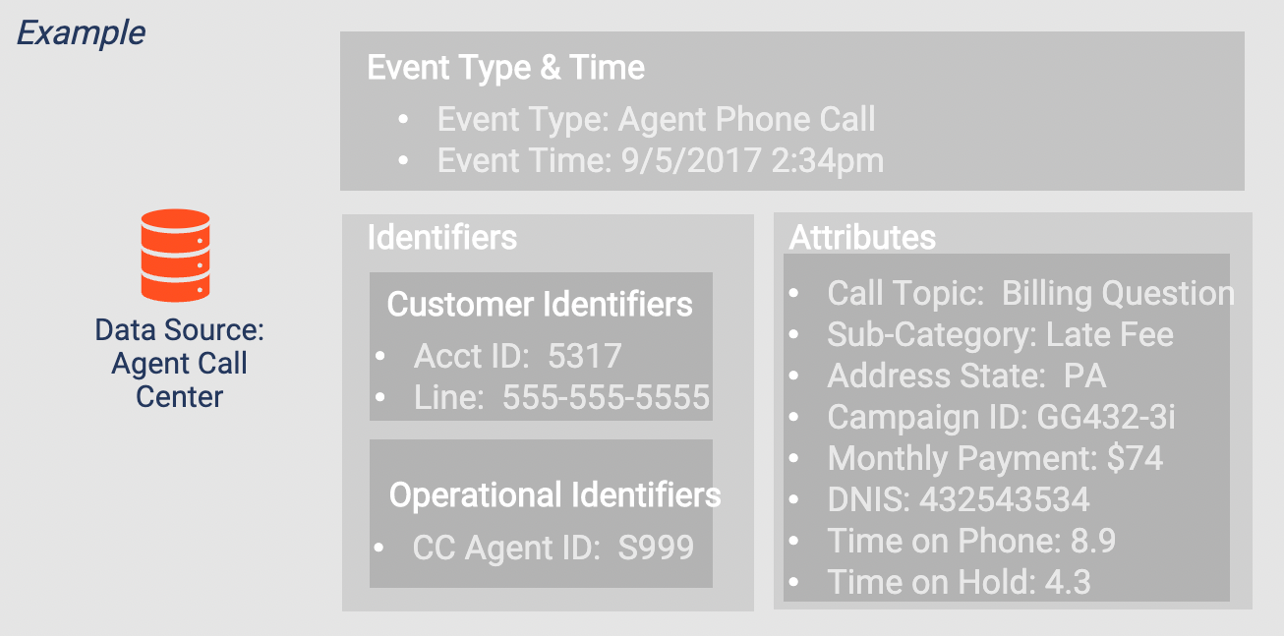 Example
Event Type & Time
• Event Type: Agent Phone Call
• Event Time: 9/5/2017 2:34pm
Data Source:
Agent Call
Center
Identifiers
Customer Identifiers
• Acct ID: 5317
• Line: 555-555-5555
Operational Identifiers
• CC Agent ID: S999
Attributes
• Call Topic: Billing Question
• Sub-Category: Late Fee
• Address State: PA
• Campaign ID: GG432-3i
• Monthly Payment: $74
• DNIS: 432543534
• Time on Phone: 8.9
• Time on Hold: 4.3